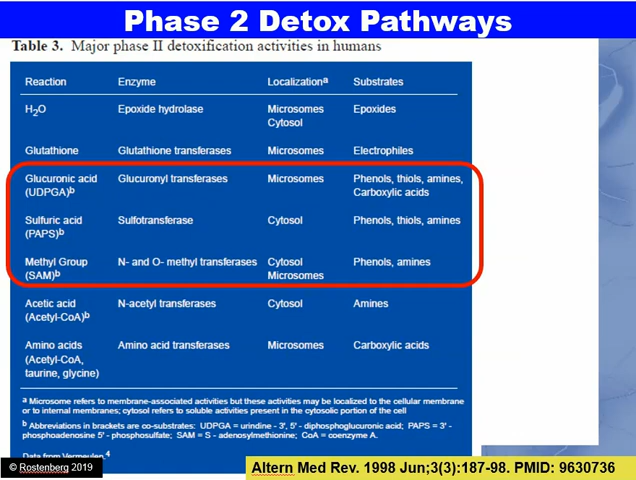 Phase 2 Detox Pathways
Table 3. Major phase II detoxification activities in humans
Reaction Enzyme Localizationª Substrates
H₂O Epoxide hydrolase Microsomes Epoxides
Cytosol
Glutathione Glutathione transferases Microsomes Electrophiles
Glucuronic acid Glucuronyl transferases Microsomes Phenols, thiols, amines,
(UDPGA)ᵇ Carboxylic acids
Sulfuric acid Sulfotransferase Cytosol Phenols, thiols, amines
(PAPS)ᵇ
Methyl Group N- and O- methyl transferases Cytosol Phenols, amines
(SAM)ᵇ Microsomes
Acetic acid N-acetyl transferases Cytosol Amines
(Acetyl-CoA)ᵇ
Amino acids Amino acid transferases Microsomes Carboxylic acids
(Acetyl-CoA,
taurine, glycine)
ª Microsome refers to membrane-associated activities but these activities may be localized to the cellular membrane
or to internal membranes; cytosol refers to soluble activities present in the cytosolic portion of the cell
ᵇ Abbreviations in brackets are co-substrates: UDPGA = urindine - 3', 5' - diphosphoglucuronic acid; PAPS = 3' -
phosphoadenosine 5' - phosphosulfate; SAM = S - adenosylmethionine; CoA = coenzyme A.
Data from Vermeulen.⁴
© Rostenberg 2019
Altern Med Rev. 1998 Jun;3(3):187-98. PMID: 9630736